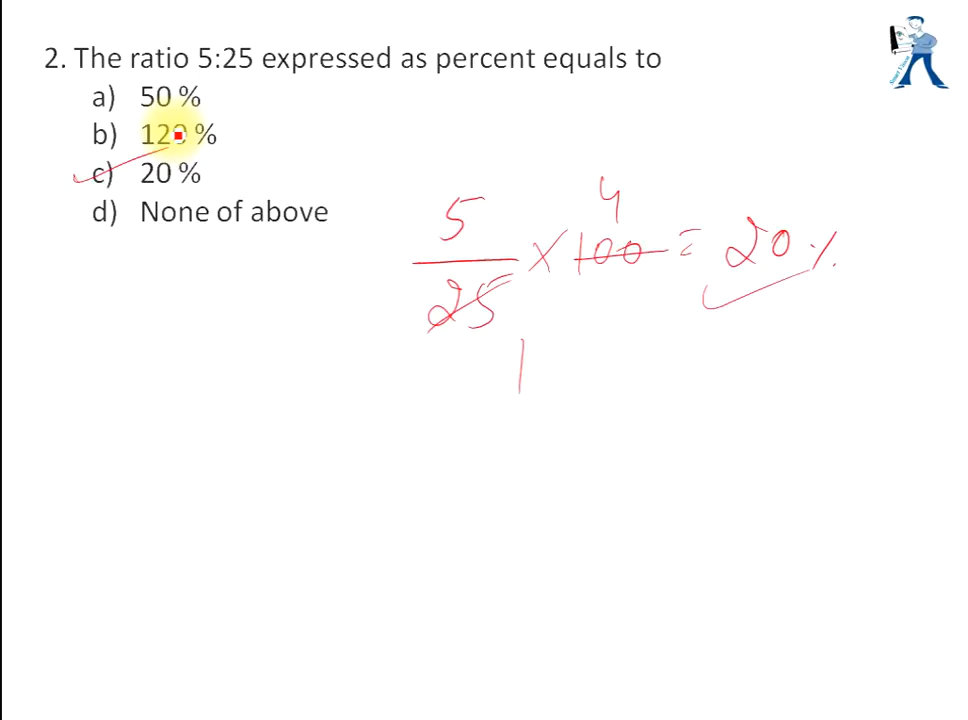 2. The ratio 5:25 expressed as percent equals to
a) 50 %
b) 120 %
c) 20 %
d) None of above
4
5
25 × 100 = 20 %
1